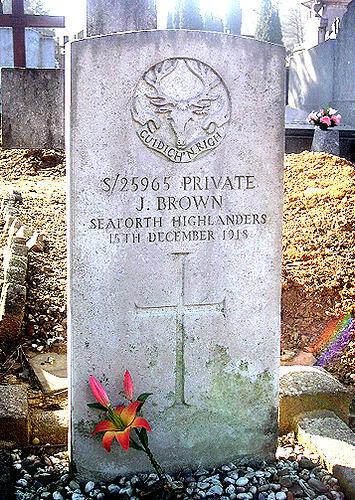 CUIDICH'N RIGH
S/25965 PRIVATE
J. BROWN
SEAFORTH HIGHLANDERS
15TH DECEMBER 1918